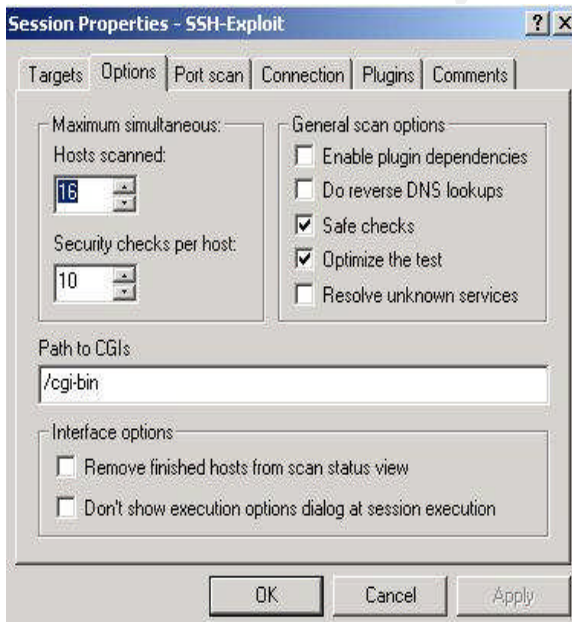 Session Properties - SSH-Exploit
Targets Options Port scan Connection Plugins Comments
Maximum simultaneous:
Hosts scanned:
16
Security checks per host:
10
General scan options
Enable plugin dependencies
Do reverse DNS lookups
Safe checks
Optimize the test
Resolve unknown services
Path to CGIs
/cgi-bin
Interface options
Remove finished hosts from scan status view
Don't show execution options dialog at session execution
OK Cancel Apply